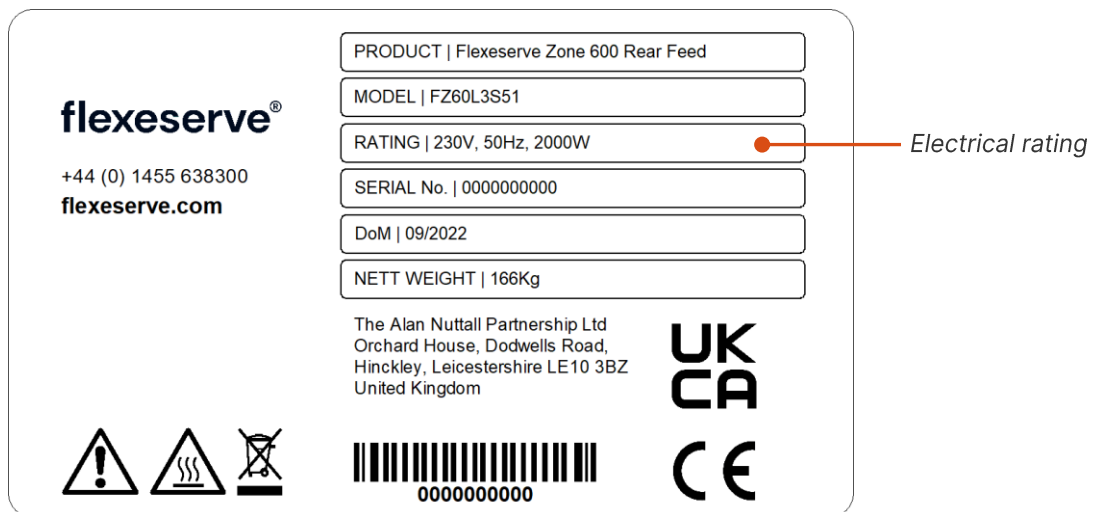 flexeserve®
+44 (0) 1455 638300
flexeserve.com
PRODUCT | Flexeserve Zone 600 Rear Feed
MODEL | FZ60L3S51
RATING | 230V, 50Hz, 2000W
Electrical rating
SERIAL No. | 0000000000
DoM | 09/2022
NETT WEIGHT | 166Kg
The Alan Nuttall Partnership Ltd
Orchard House, Dodwells Road,
Hinckley, Leicestershire LE10 3BZ
United Kingdom
UK
CA
0000000000
CE